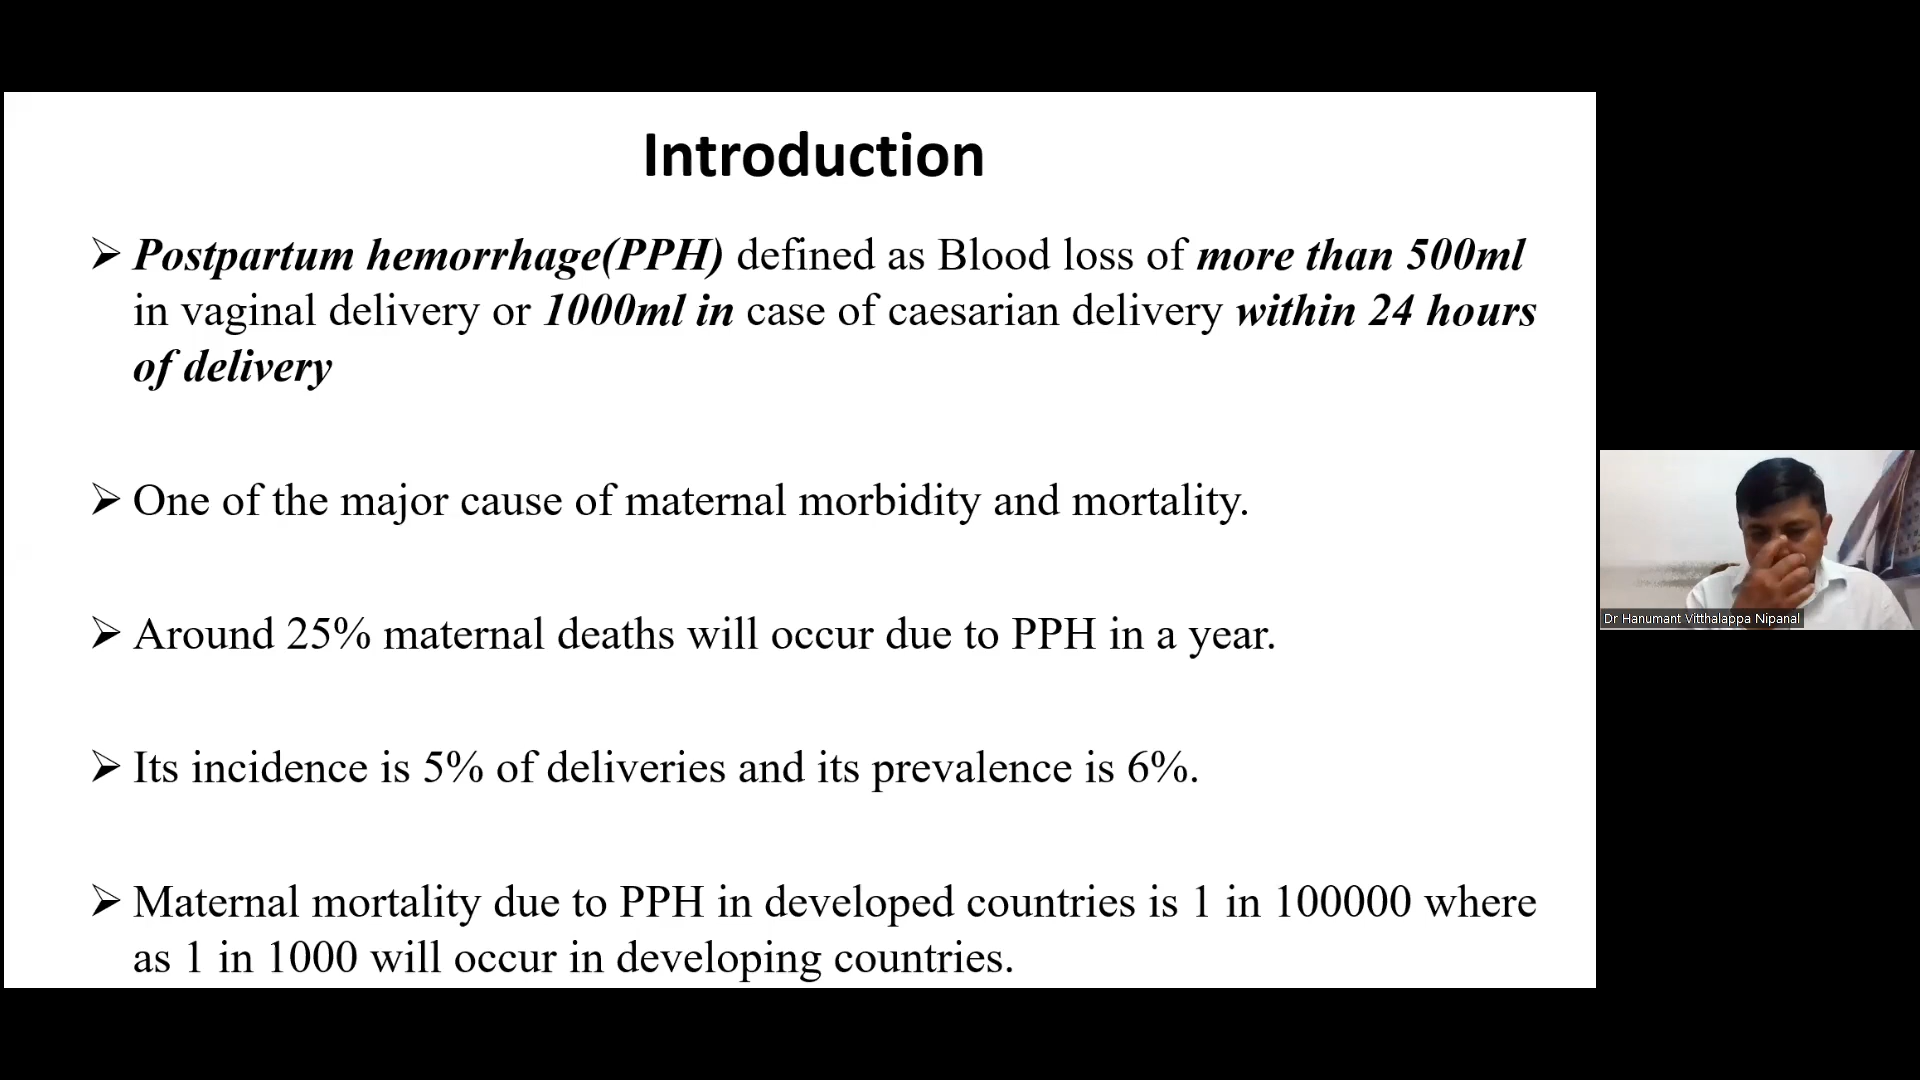 Introduction
➢ Postpartum hemorrhage(PPH) defined as Blood loss of more than 500ml
in vaginal delivery or 1000ml in case of caesarian delivery within 24 hours
of delivery
➢ One of the major cause of maternal morbidity and mortality.
➢ Around 25% maternal deaths will occur due to PPH in a year.
➢ Its incidence is 5% of deliveries and its prevalence is 6%.
➢ Maternal mortality due to PPH in developed countries is 1 in 100000 where
as 1 in 1000 will occur in developing countries.
Dr Hanumant Vitthalappa Nipanal